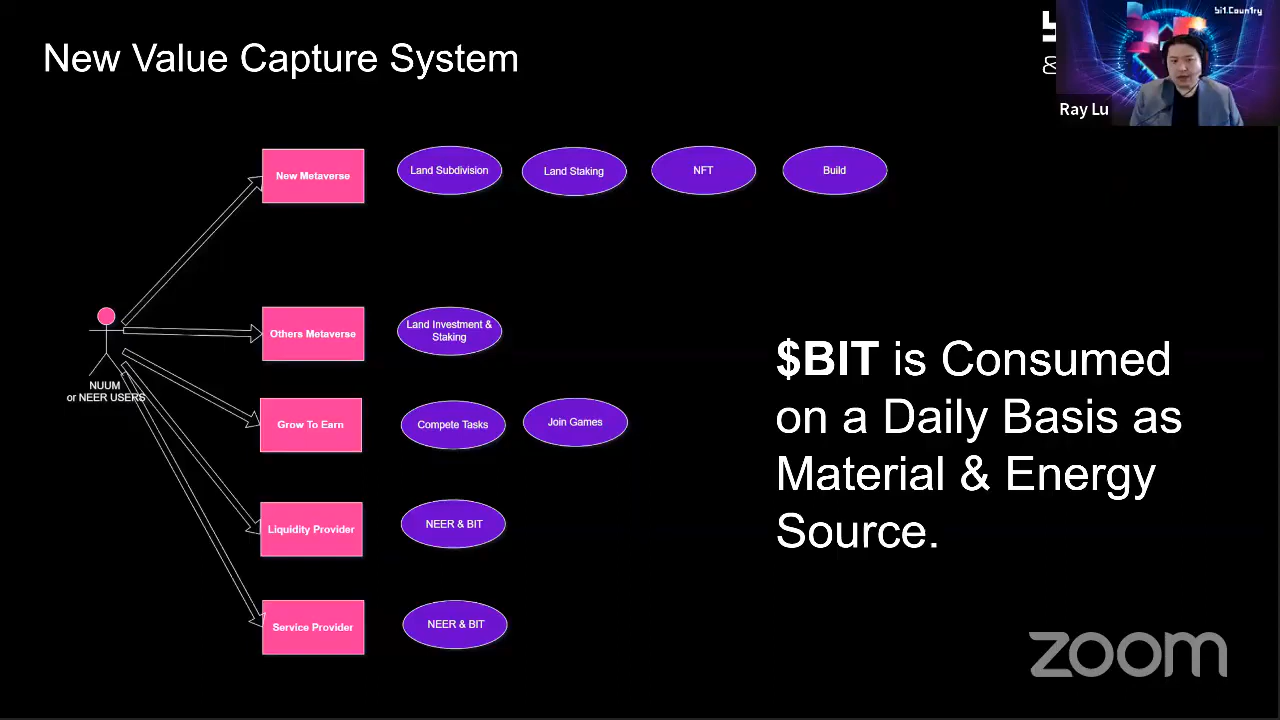 New Value Capture System
bi1.Coun1ry
Ray Lu
New Metaverse
Land Subdivision
Land Staking
NFT
Build
Others Metaverse
Land Investment &
Staking
NUUM
or NEER USERS
Grow To Earn
Compete Tasks
Join Games
Liquidity Provider
NEER & BIT
Service Provider
NEER & BIT
$BIT is Consumed
on a Daily Basis as
Material & Energy
Source.
zoom